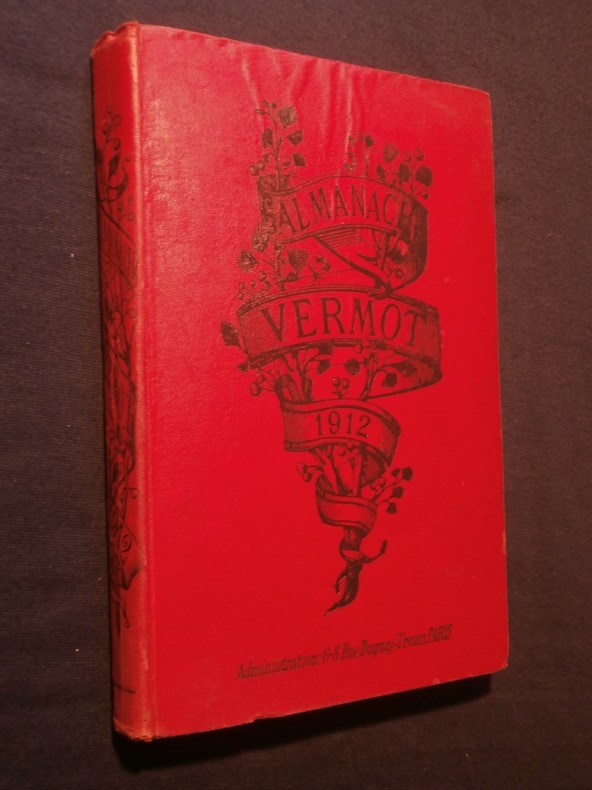 ALMANACH
VERMOT
1912
Administration: 6-8 Rue Duguay-Trouin, PARIS